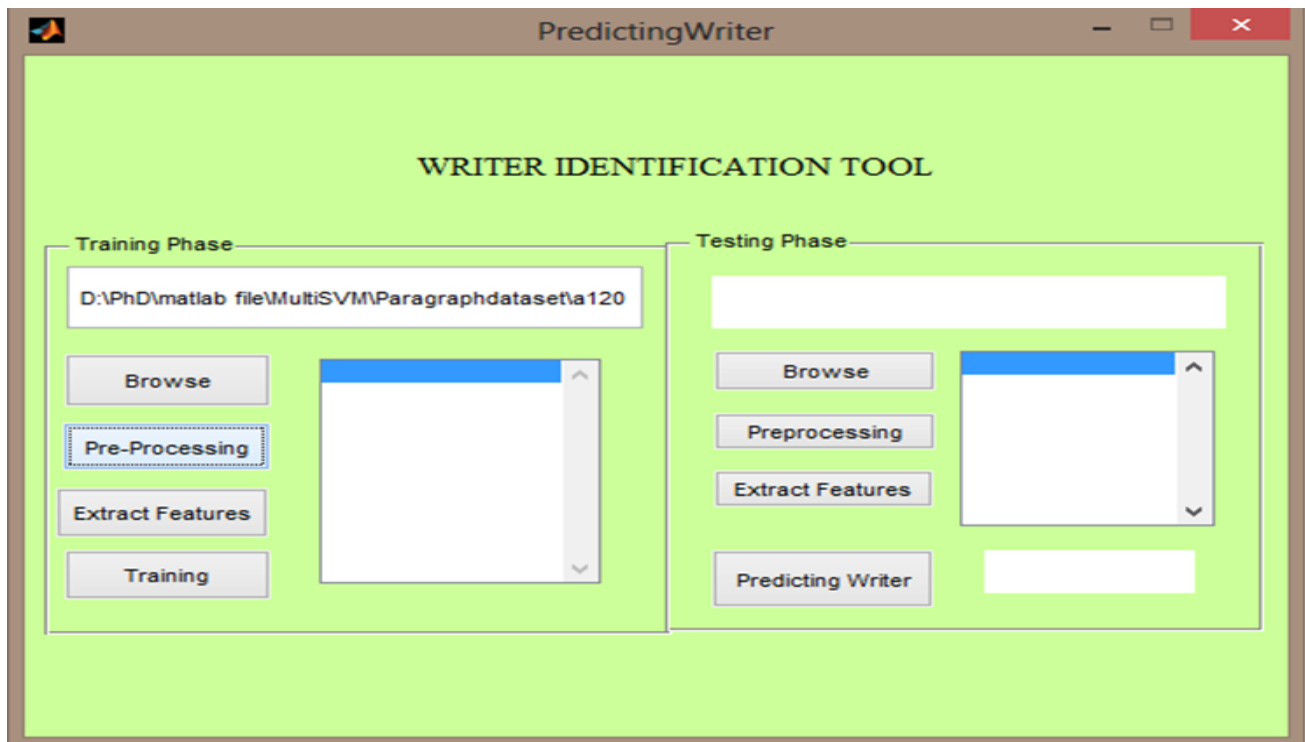 PredictingWriter
WRITER IDENTIFICATION TOOL
Training Phase
D:\PhD\matlab file\MultiSVM\Paragraphdataset\a120
Browse
Pre-Processing
Extract Features
Training
Testing Phase
Browse
Preprocessing
Extract Features
Predicting Writer